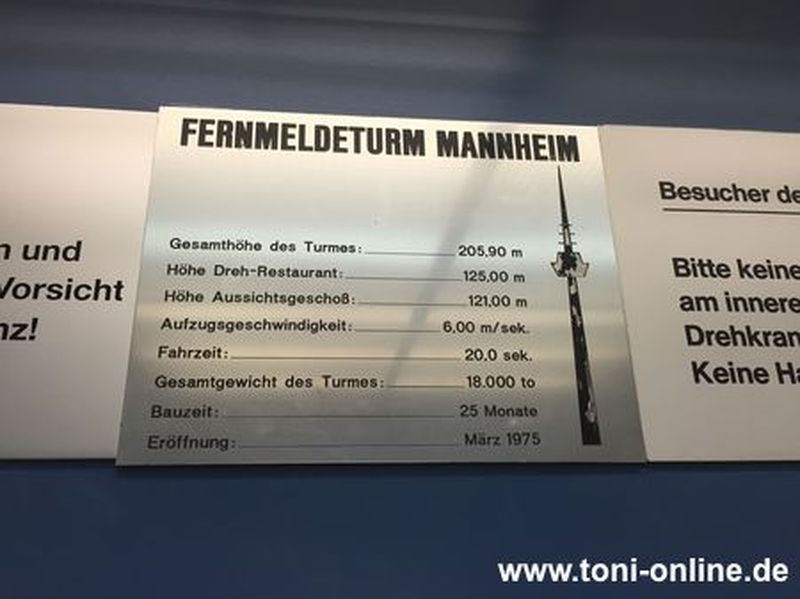 n und
Vorsicht
nz!
FERNMELDETURM MANNHEIM
Gesamthöhe des Turmes: 205,90 m
Höhe Dreh-Restaurant: 125,00 m
Höhe Aussichtsgeschoß: 121,00 m
Aufzugsgeschwindigkeit: 6,00 m/sek.
Fahrzeit: 20.0 sek.
Gesamtgewicht des Turmes: 18.000 to
Bauzeit: 25 Monate
Eröffnung: März 1975
Besucher de
Bitte keine
am innere
Drehkran
Keine Ha
www.toni-online.de